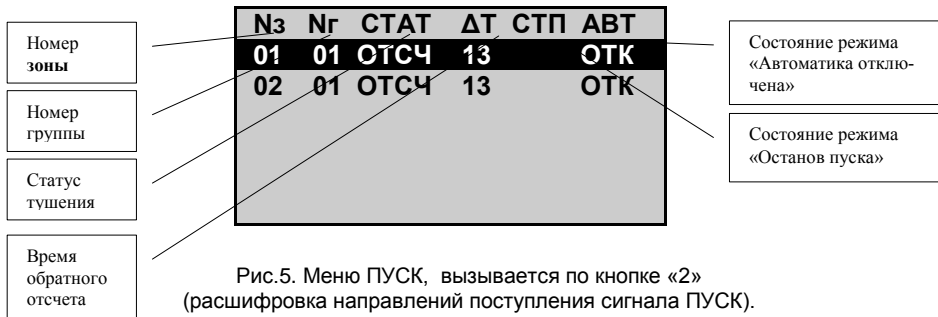 Номер
зоны
Номер
группы
Статус
тушения
Время
обратного
отсчета
Nз Nг СТАТ ΔТ СТП АВТ
01 01 ОТСЧ 13 ОТК
02 01 ОТСЧ 13 ОТК
Состояние режима
«Автоматика отклю-
чена»
Состояние режима
«Останов пуска»
Рис.5. Меню ПУСК, вызывается по кнопке «2»
(расшифровка направлений поступления сигнала ПУСК).